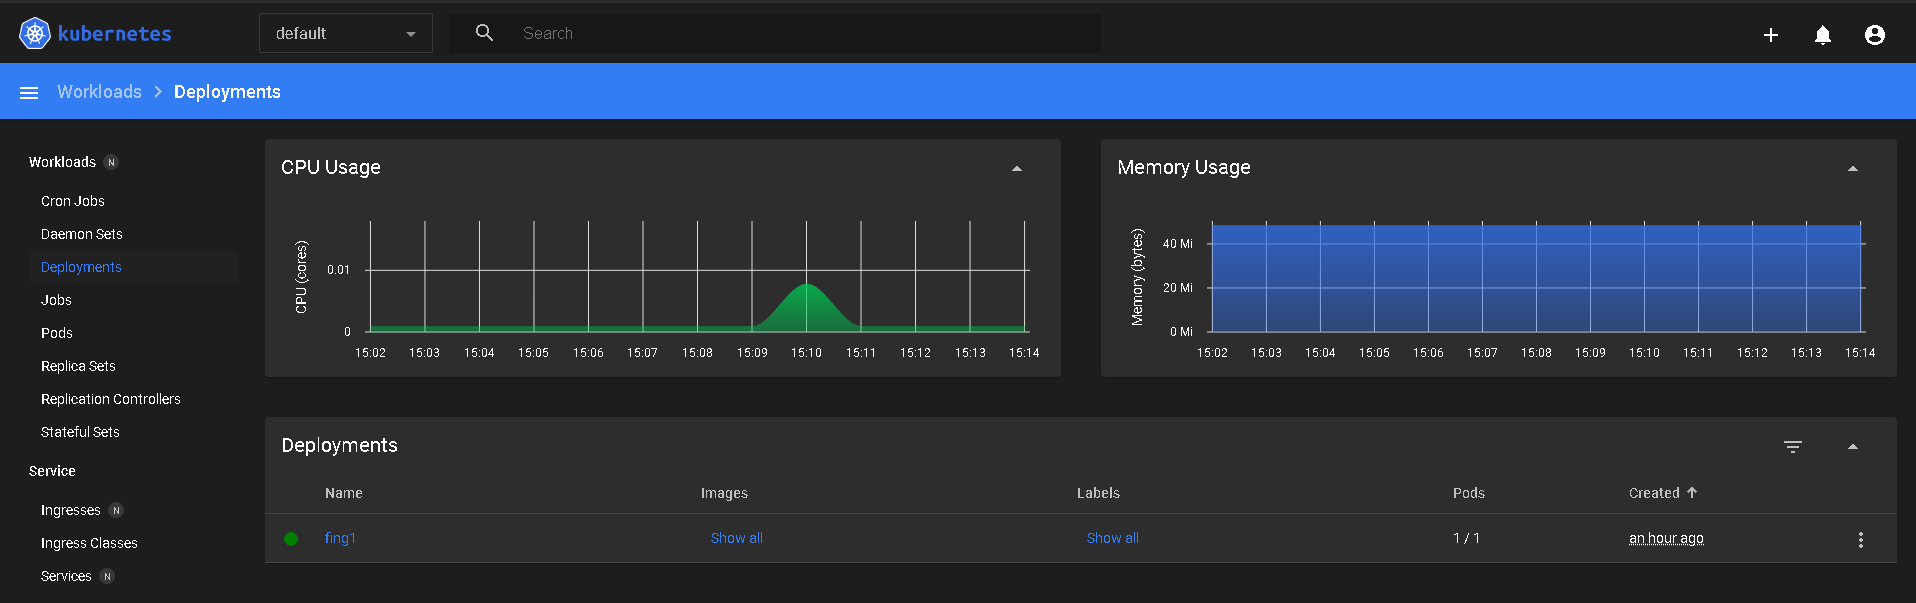 kubernetes
default
Search
Workloads
Deployments
Workloads N
Cron Jobs
Daemon Sets
Deployments
Jobs
Pods
Replica Sets
Replication Controllers
Stateful Sets
Service
Ingresses N
Ingress Classes
Services N
CPU Usage
CPU (cores)
0.01
0
15:02 15:03 15:04 15:05 15:06 15:07 15:08 15:09 15:10 15:11 15:12 15:13 15:14
Memory Usage
Memory (bytes)
40 Mi
20 Mi
0 Mi
15:02 15:03 15:04 15:05 15:06 15:07 15:08 15:09 15:10 15:11 15:12 15:13 15:14
Deployments
Name Images Labels Pods Created
fing1 Show all Show all 1 / 1 an hour ago